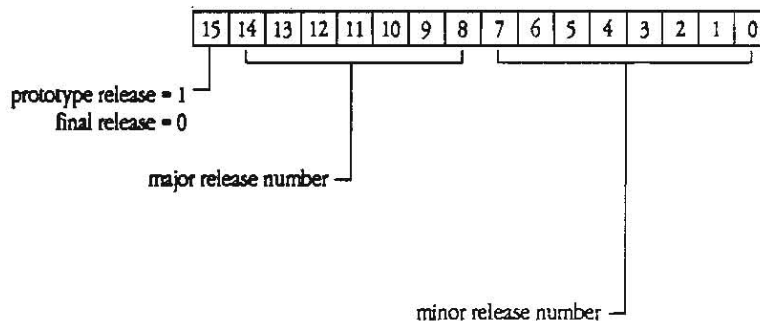 15 14 13 12 11 10 9 8 7 6 5 4 3 2 1 0
prototype release = 1
final release = 0
major release number
minor release number